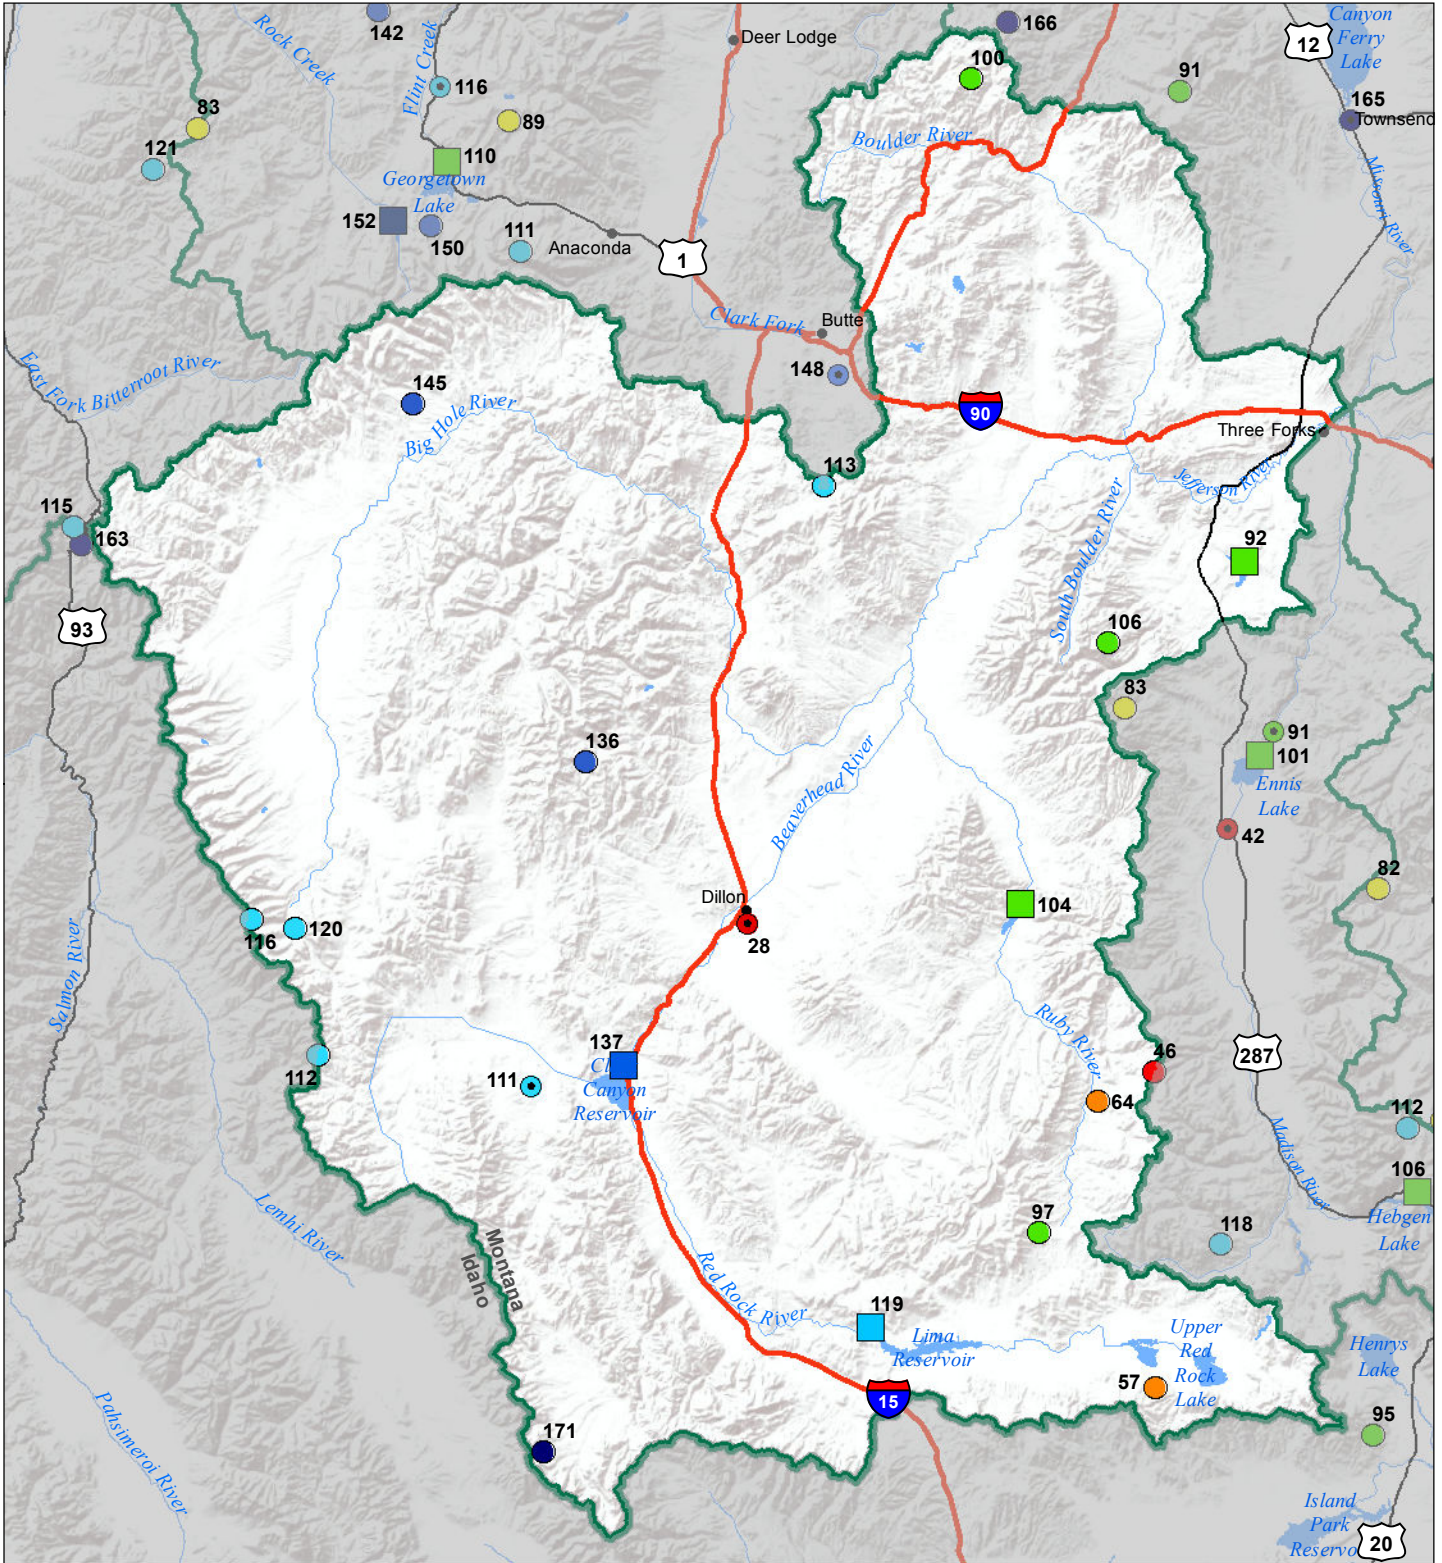 142
Rock Creek
Flint Creek
Deer Lodge
166
12
Canyon
Ferry
Lake
100
91
116
83
89
165
Townsend
121
110
Boulder River
Georgetown
Lake
152
150
111
Anaconda
1
Missouri River
Clark Fork
Butte
East Fork Bitterroot River
148
145
Big Hole River
90
Three Forks
113
Jefferson River
115
163
South Boulder River
92
93
106
83
91
101
Ennis
Lake
136
Beaverhead River
42
82
Dillon
28
104
116
120
Salmon River
Ruby River
46
287
137
Cl
Canyon
Reservoir
112
111
64
112
Madison River
106
Hebgen
Lake
Lemhi River
97
118
Montana
Idaho
Red Rock River
119
Lima
Reservoir
Upper
Red
Rock
Lake
Henrys
Lake
57
15
95
Pahsimeroi River
171
Island
Park
Reservo
20